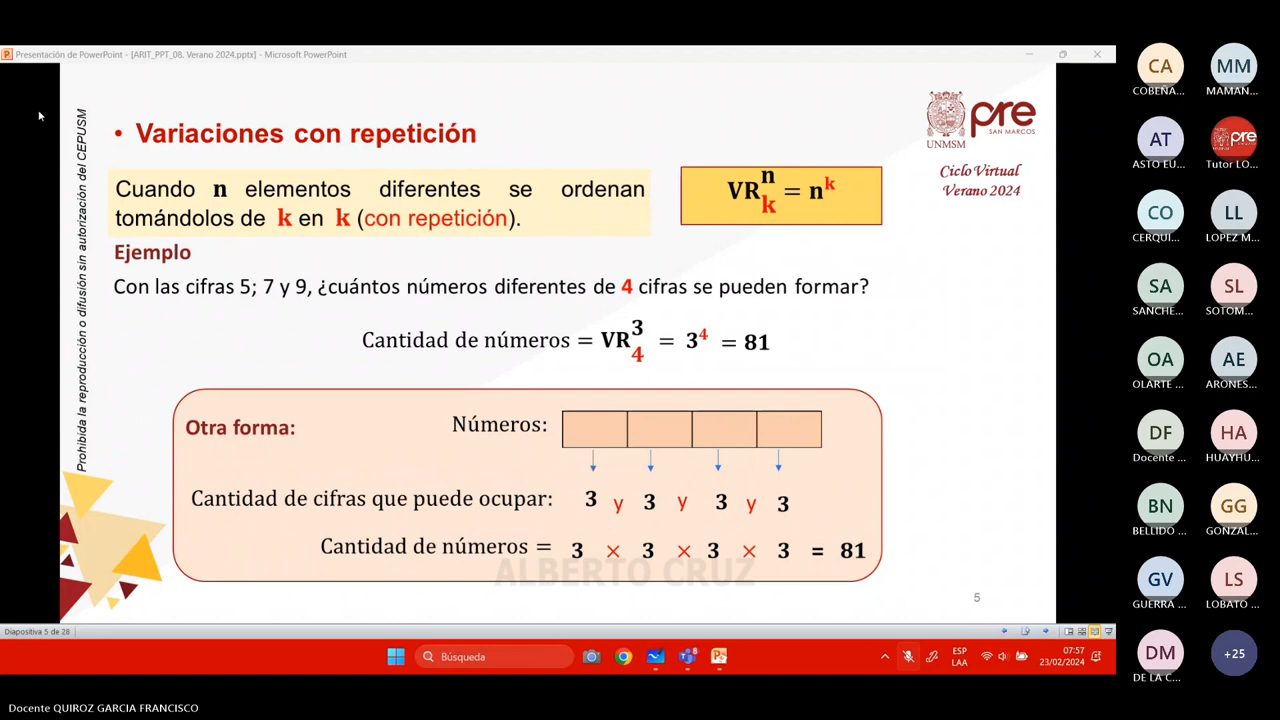 Presentación de PowerPoint - [ARIT_PPT_08. Verano 2024.pptx] - Microsoft PowerPoint
Prohibida la reproducción o difusión sin autorización del CEPUSM
• Variaciones con repetición
UNMSM
pre
SAN MARCOS
Ciclo Virtual
Verano 2024
Cuando n elementos diferentes se ordenan
tomándolos de k en k (con repetición).
VR^n_k = n^k
Ejemplo
Con las cifras 5; 7 y 9, ¿cuántos números diferentes de 4 cifras se pueden formar?
Cantidad de números = VR^3_4 = 3^4 = 81
Otra forma:
Números:
Cantidad de cifras que puede ocupar: 3 y 3 y 3 y 3
Cantidad de números = 3 × 3 × 3 × 3 = 81
ALBERTO CRUZ
5
Diapositiva 5 de 28
Búsqueda
8
ESP
LAA
07:57
23/02/2024
CA
COBEÑA...
MM
MAMAN...
AT
ASTO EU...
pre
Tutor LO...
CO
CERQUI...
LL
LOPEZ M...
SA
SANCHE...
SL
SOTOM...
OA
OLARTE ...
AE
ARONES...
DF
Docente ...
HA
HUAYHU...
BN
BELLIDO ...
GG
GONZAL...
GV
GUERRA ...
LS
LOBATO ...
DM
DE LA C...
+25
Docente QUIROZ GARCIA FRANCISCO